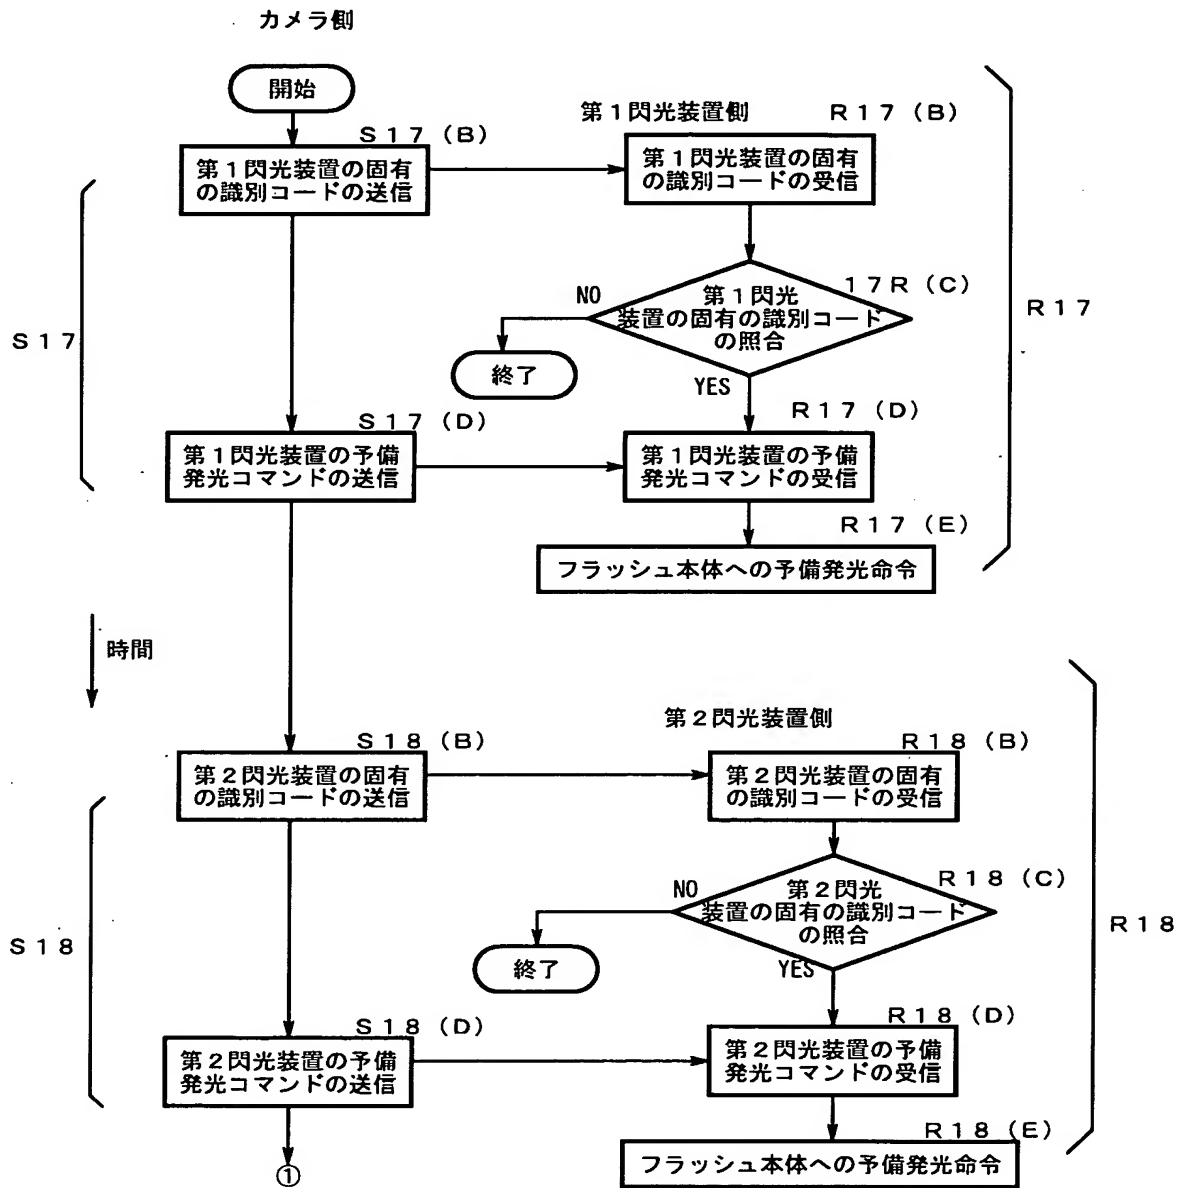 カメラ側
開始
第1閃光装置側
R17(B)
S17(B)
第1閃光装置の固有
の識別コードの送信
第1閃光装置の固有
の識別コードの受信
17R(C)
NO
第1閃光
装置の固有の識別コード
の照合
R17
S17
終了
YES
S17(D)
R17(D)
第1閃光装置の予備
発光コマンドの送信
第1閃光装置の予備
発光コマンドの受信
R17(E)
フラッシュ本体への予備発光命令
時間
第2閃光装置側
S18(B)
R18(B)
第2閃光装置の固有
の識別コードの送信
第2閃光装置の固有
の識別コードの受信
R18(C)
NO
第2閃光
装置の固有の識別コード
の照合
R18
S18
終了
YES
S18(D)
R18(D)
第2閃光装置の予備
発光コマンドの送信
第2閃光装置の予備
発光コマンドの受信
R18(E)
フラッシュ本体への予備発光命令
①